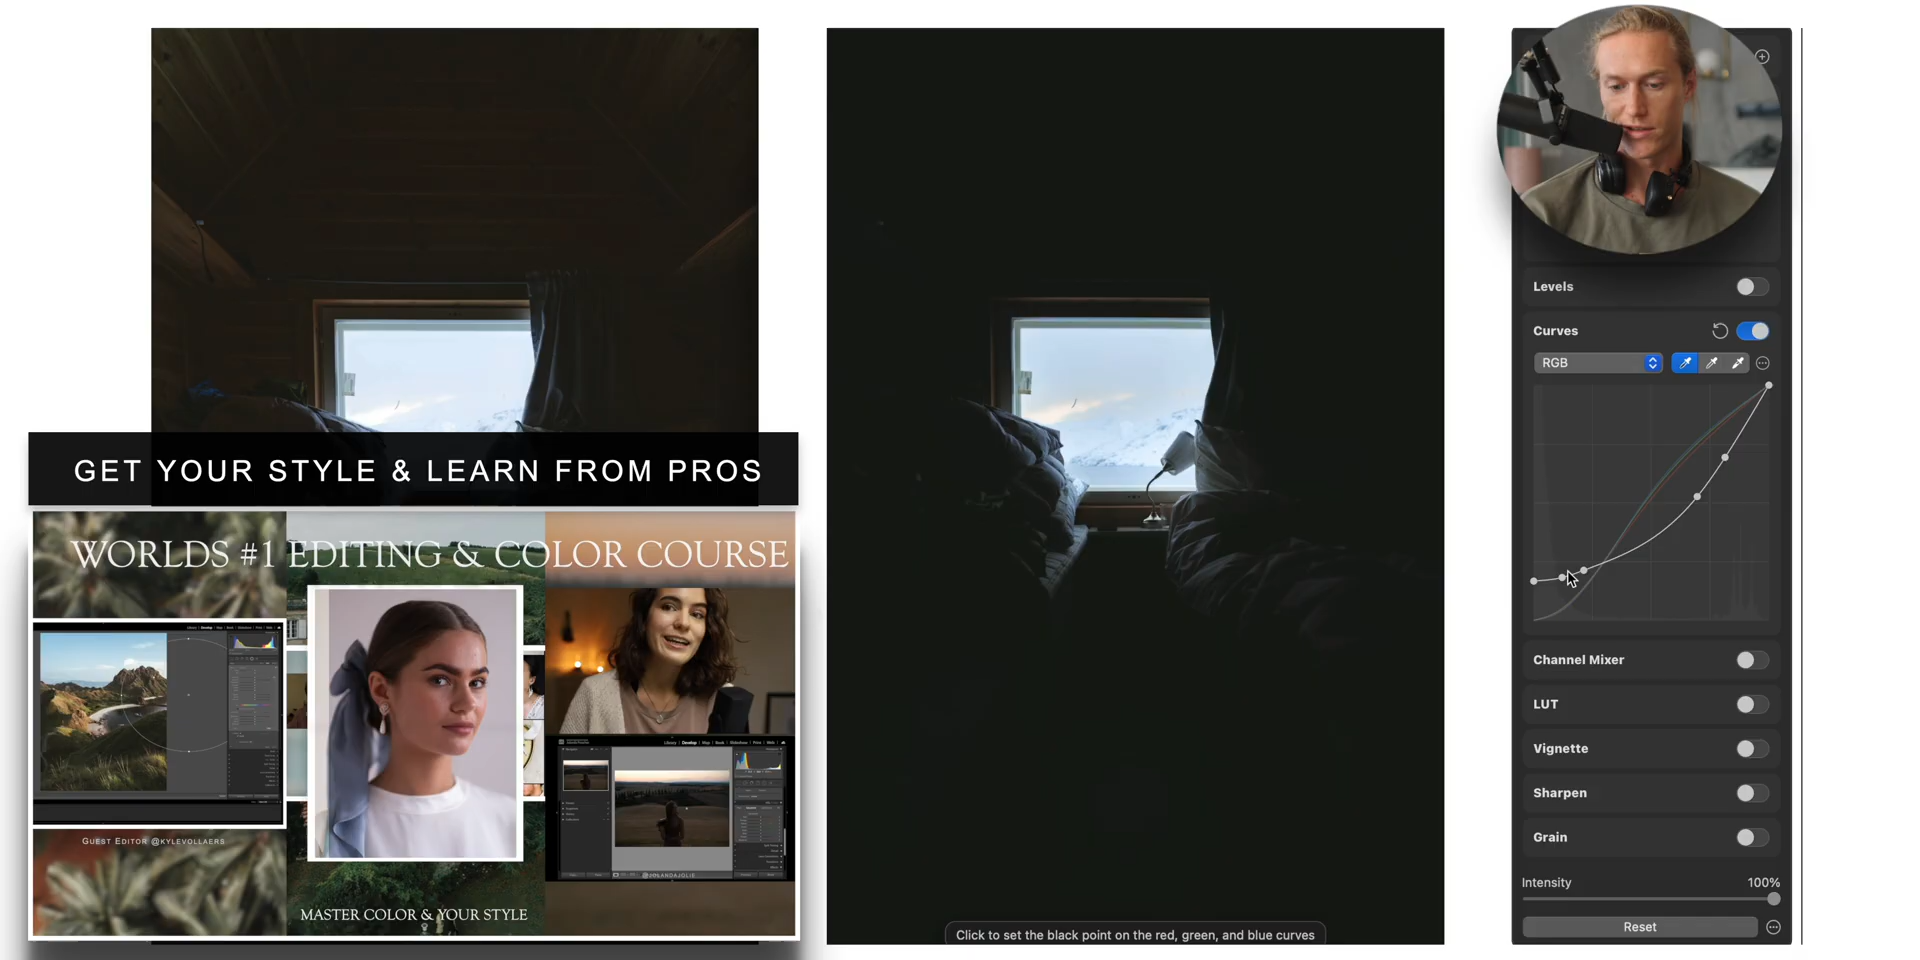 GET YOUR STYLE & LEARN FROM PROS
WORLDS #1 EDITING & COLOR COURSE
GUEST EDITOR @KYLEVOLLAERS
MASTER COLOR & YOUR STYLE
@JOLANDAJOLIE
Click to set the black point on the red, green, and blue curves
Levels
Curves
RGB
Channel Mixer
LUT
Vignette
Sharpen
Grain
Intensity 100%
Reset